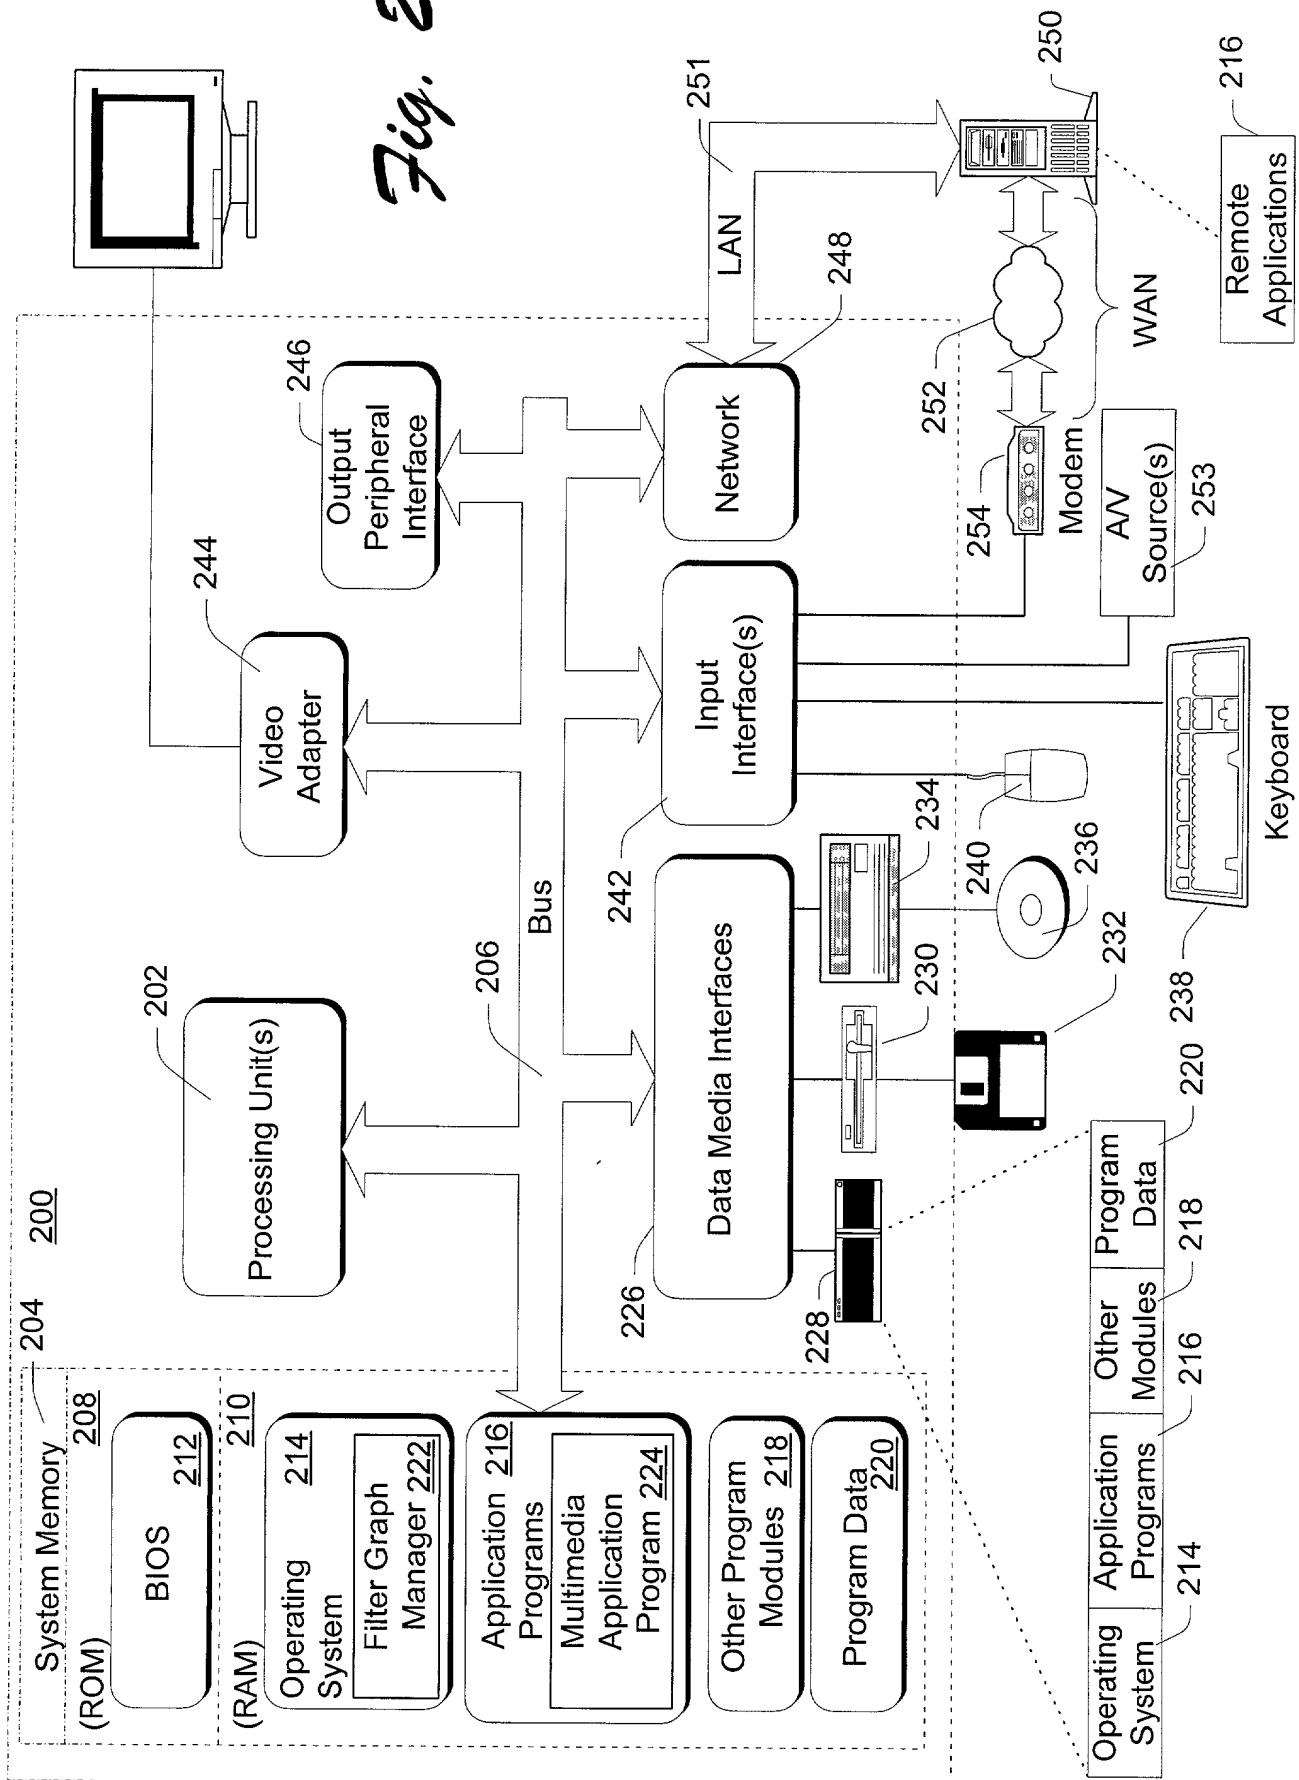 System Memory
204
200
(ROM)
208
BIOS
212
(RAM)
210
Operating
System
214
Filter Graph
Manager 222
Application
Programs
216
Multimedia
Application
Program 224
Other Program
Modules 218
Program Data
220
202
Processing Unit(s)
206
Bus
244
Video
Adapter
246
Output
Peripheral
Interface
Fig. 2
226
Data Media Interfaces
242
Input
Interface(s)
Network
248
LAN
251
228
230
234
240
236
232
254
Modem
252
WAN
250
A/V
Source(s)
253
Remote
Applications
216
238
Keyboard
Operating
System
214
Application
Programs
216
Other
Modules
218
Program
Data
220